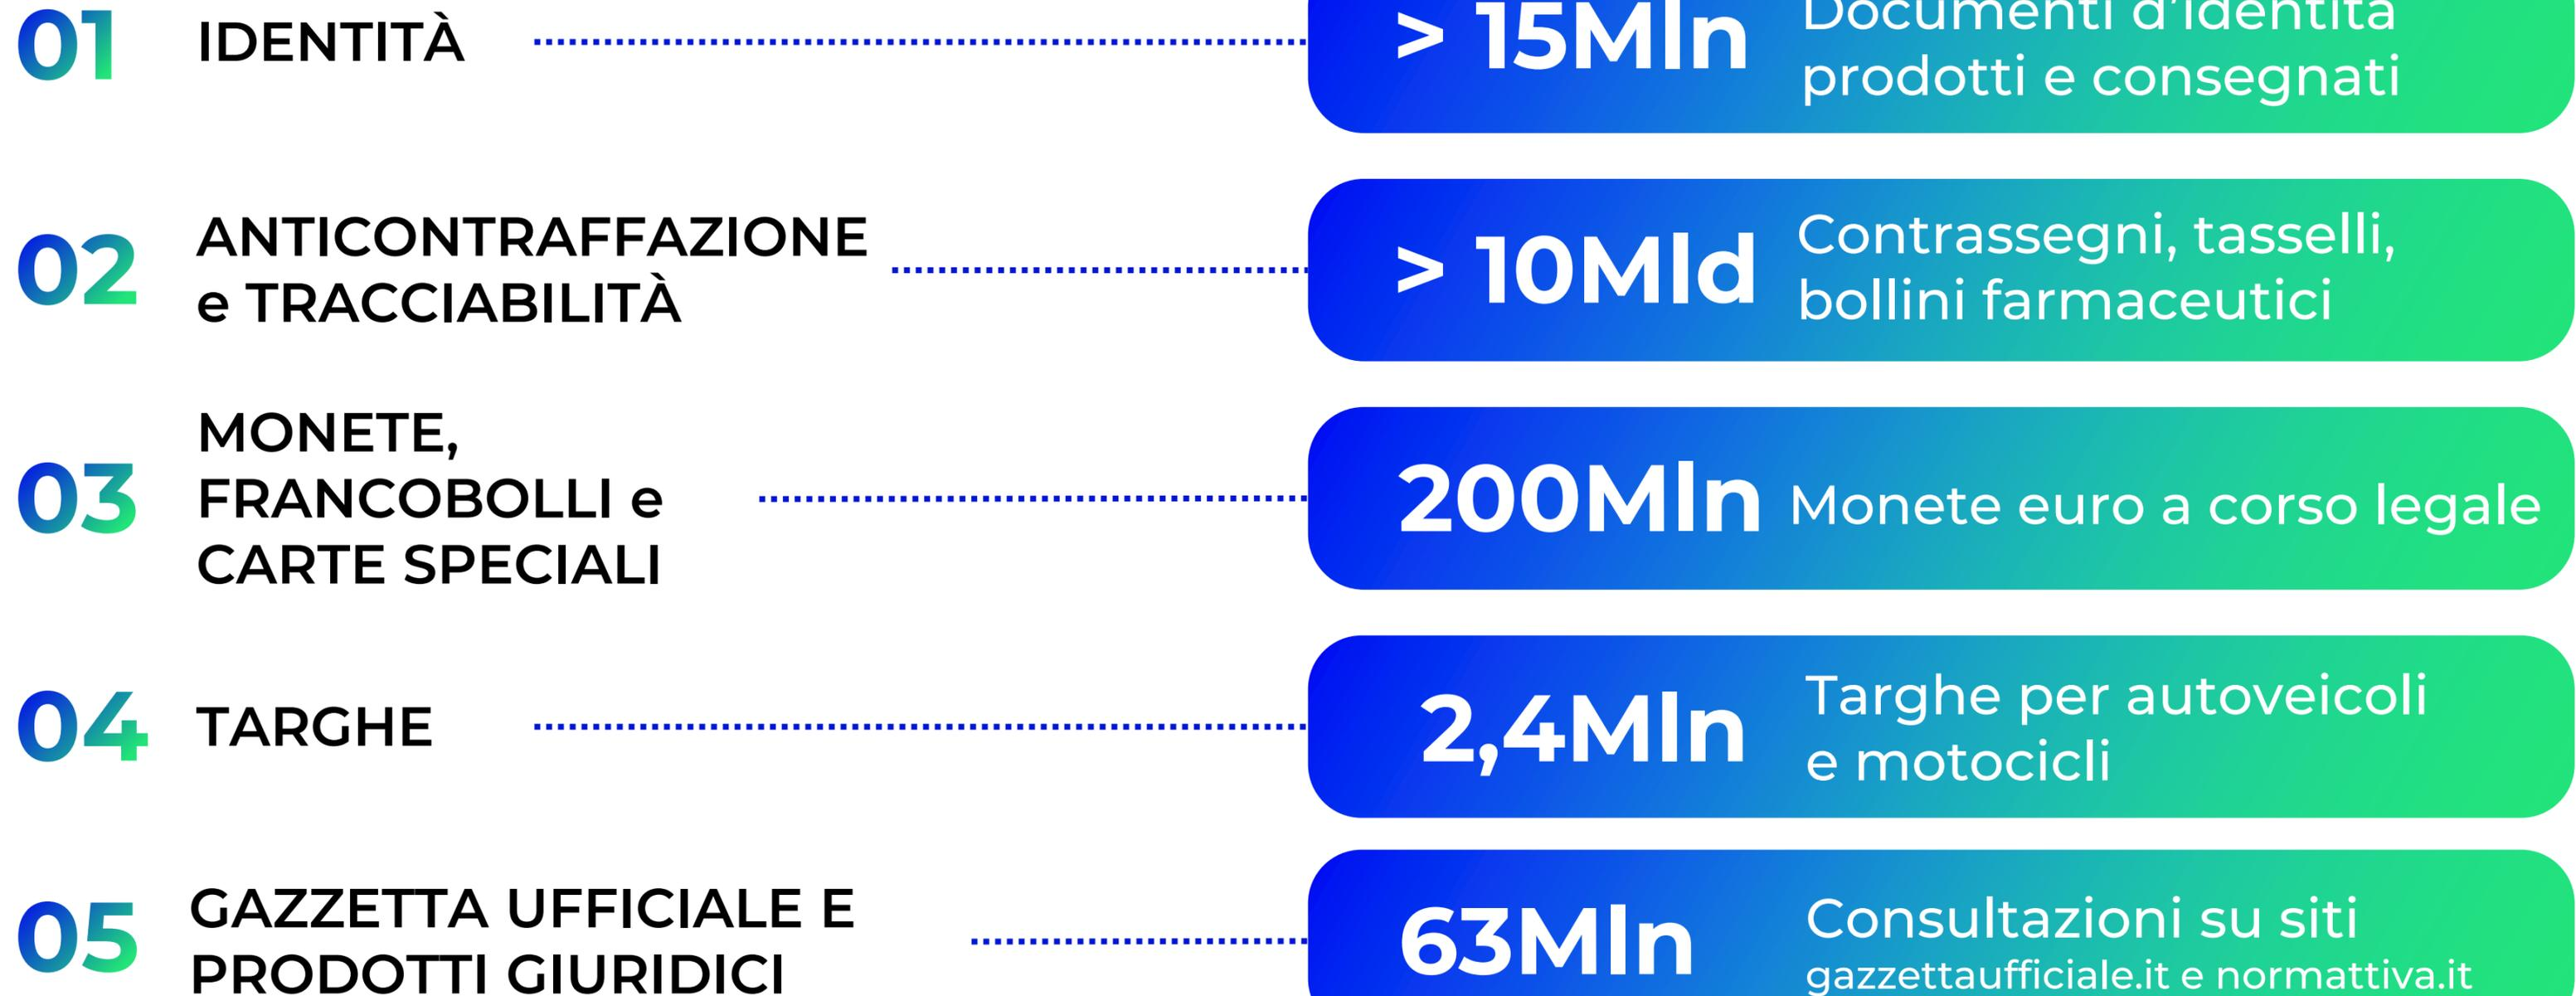 01
IDENTITÀ
> 15Mln
Documenti d'identità
prodotti e consegnati
02
ANTICONTRAFFAZIONE
e TRACCIABILITÀ
> 10Mld
Contrassegni, tasselli,
bollini farmaceutici
03
MONETE,
FRANCOBOLLI e
CARTE SPECIALI
200Mln
Monete euro a corso legale
04
TARGHE
2,4Mln
Targhe per autoveicoli
e motocicli
05
GAZZETTA UFFICIALE E
PRODOTTI GIURIDICI
63Mln
Consultazioni su siti
gazzettaufficiale.it e normattiva.it